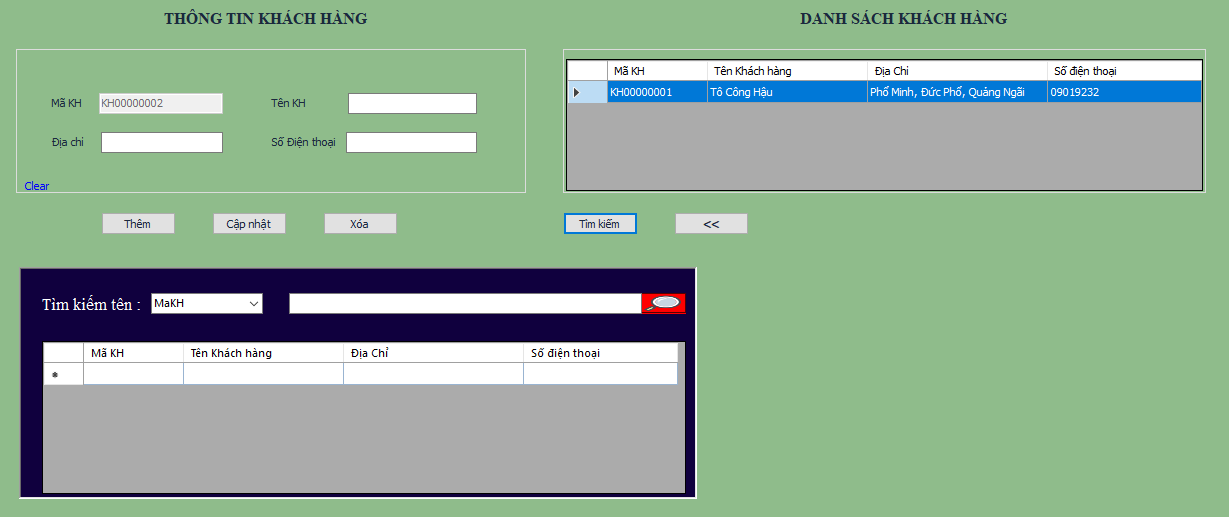 THÔNG TIN KHÁCH HÀNG
Mã KH KH00000002 Tên KH
Địa chỉ Số Điện thoại
Clear
Thêm Cập nhật Xóa
DANH SÁCH KHÁCH HÀNG
Mã KH Tên Khách hàng Địa Chỉ Số điện thoại
KH00000001 Tô Công Hậu Phổ Minh, Đức Phổ, Quảng Ngãi 09019232
Tìm kiếm <<
Tìm kiếm tên : MaKH
Mã KH Tên Khách hàng Địa Chỉ Số điện thoại